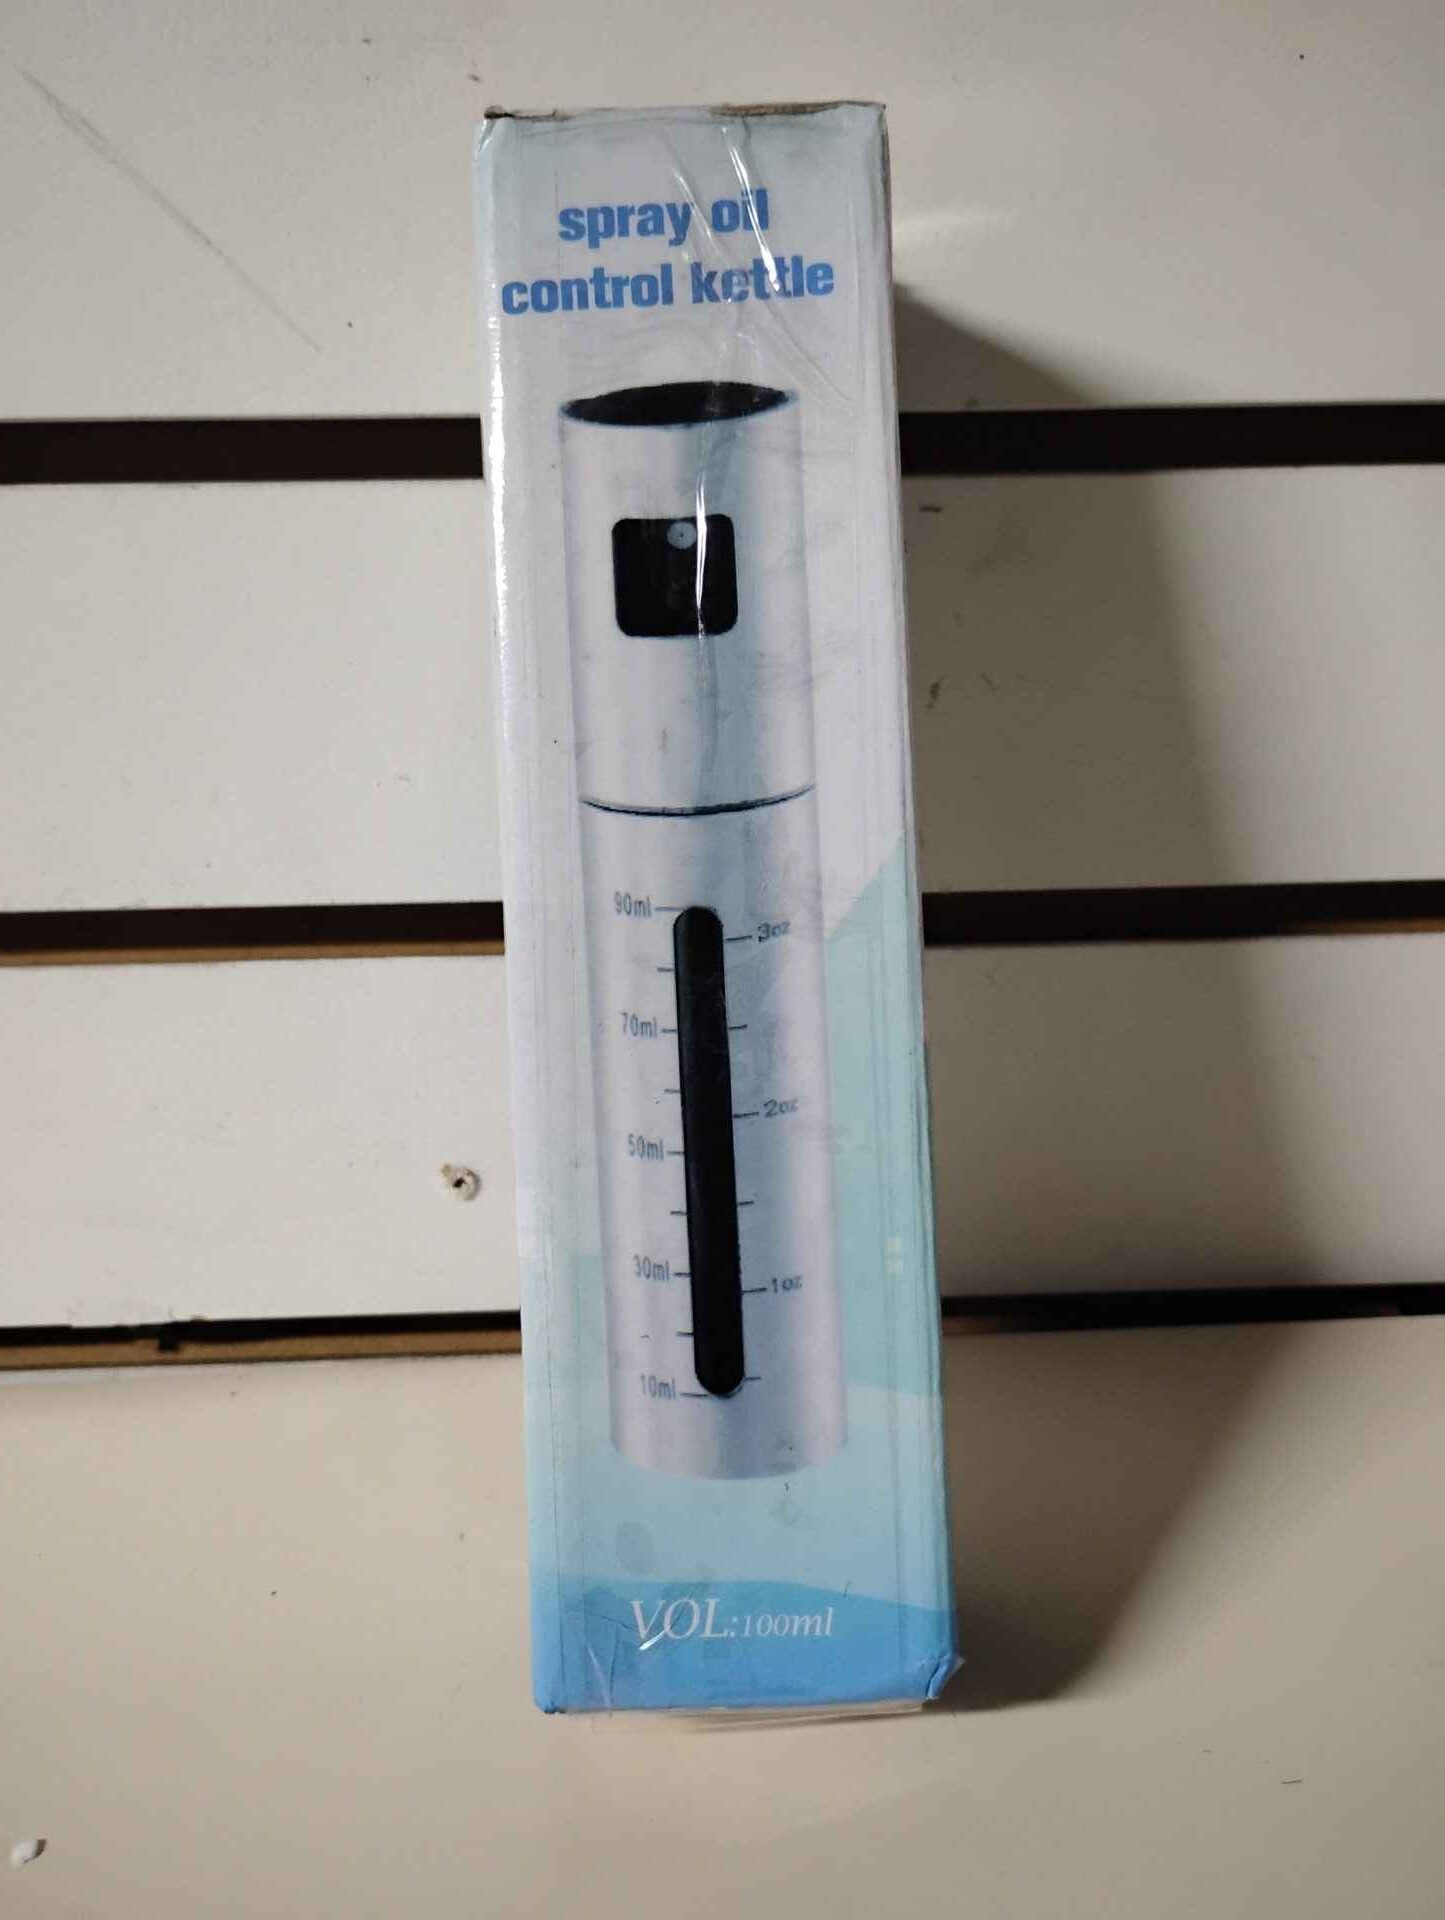 spray oil
control kettle
90ml
3oz
70ml
2oz
50ml
30ml
1oz
10ml
VOL:100ml